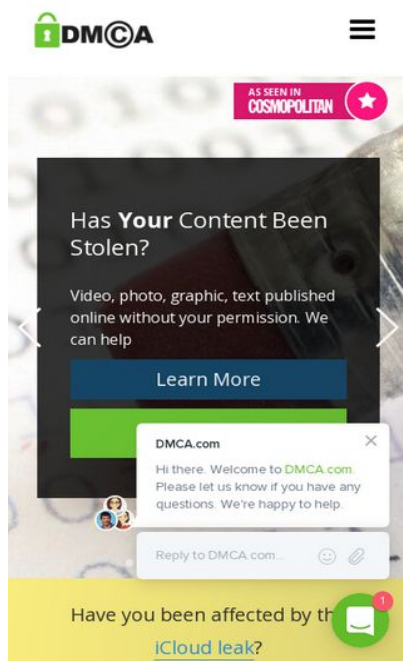 DMCA
AS SEEN IN
COSMOPOLITAN
Has Your Content Been
Stolen?
Video, photo, graphic, text published
online without your permission. We
can help
Learn More
DMCA.com
Hi there. Welcome to DMCA.com.
Please let us know if you have any
questions. We're happy to help.
Reply to DMCA.com...
1
Have you been affected by th
iCloud leak?